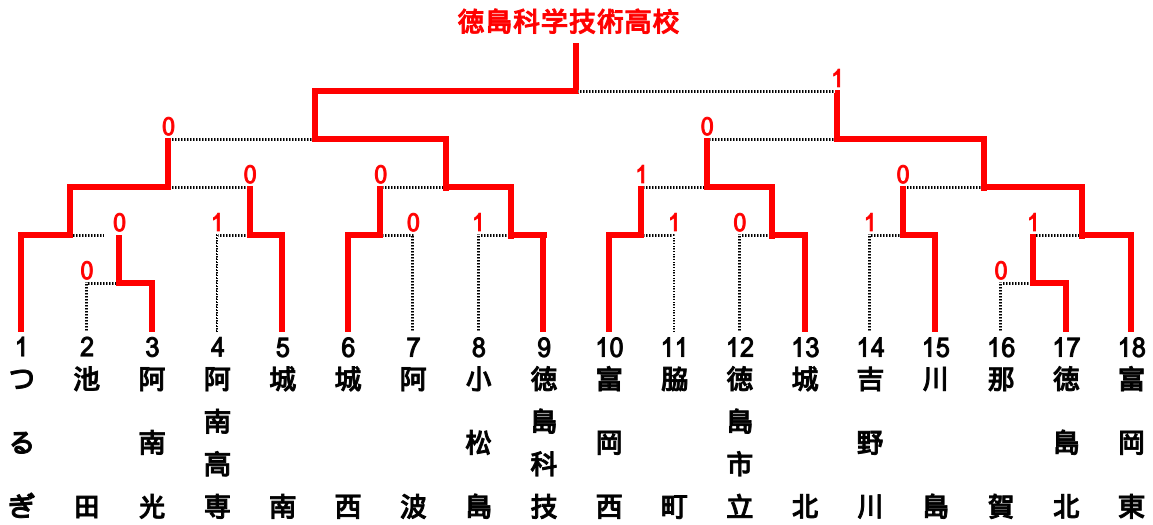 徳島科学技術高校
1
0 0
0 0 1 0
0 1 0 1 1 0 1 1
0 0
1 2 3 4 5 6 7 8 9 10 11 12 13 14 15 16 17 18
つるぎ
池田
阿南光
阿南高専
城南
城西
阿波
小松島
徳島科技
富岡西
脇町
徳島市立
城北
吉野川
川島
那賀
徳島北
富岡東